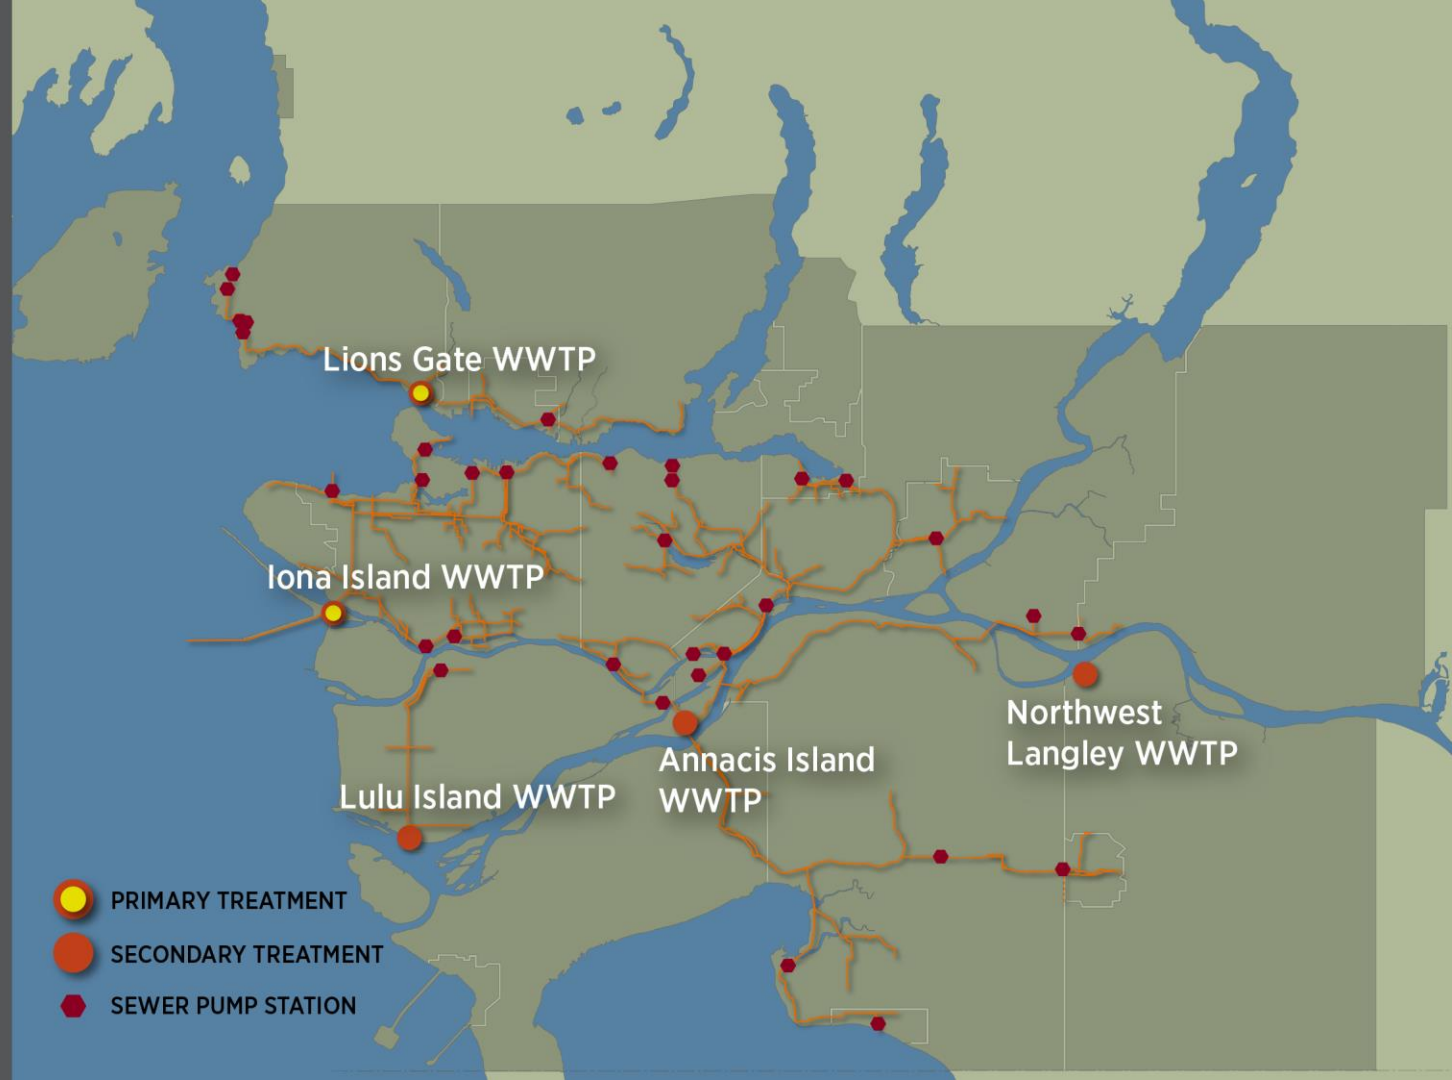 Lions Gate WWTP
Iona Island WWTP
Northwest
Langley WWTP
Annacis Island
WWTP
Lulu Island WWTP
PRIMARY TREATMENT
SECONDARY TREATMENT
SEWER PUMP STATION